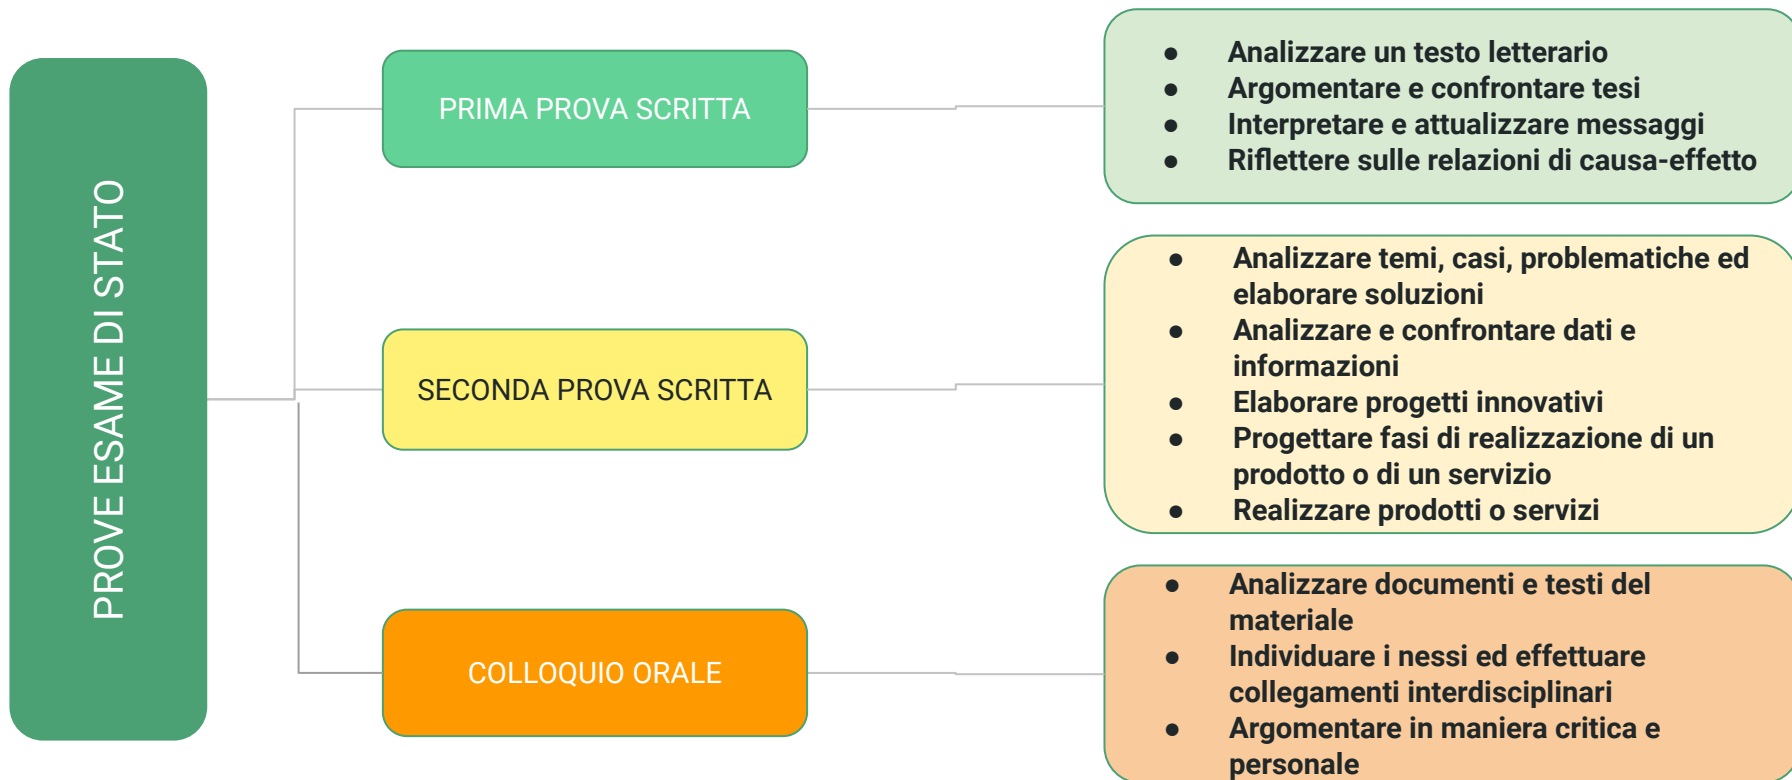 PROVE ESAME DI STATO
PRIMA PROVA SCRITTA
● Analizzare un testo letterario
● Argomentare e confrontare tesi
● Interpretare e attualizzare messaggi
● Riflettere sulle relazioni di causa-effetto
SECONDA PROVA SCRITTA
● Analizzare temi, casi, problematiche ed
elaborare soluzioni
● Analizzare e confrontare dati e
informazioni
● Elaborare progetti innovativi
● Progettare fasi di realizzazione di un
prodotto o di un servizio
● Realizzare prodotti o servizi
COLLOQUIO ORALE
● Analizzare documenti e testi del
materiale
● Individuare i nessi ed effettuare
collegamenti interdisciplinari
● Argomentare in maniera critica e
personale